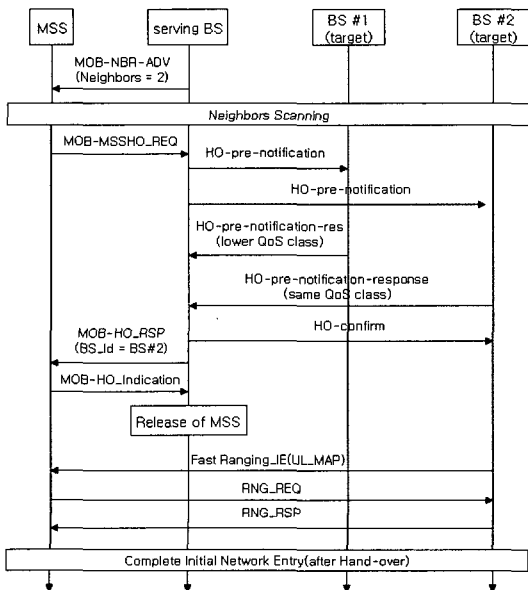 MSS
serving BS
BS #1
(target)
BS #2
(target)
MOB-NBR-ADV
(Neighbors = 2)
Neighbors Scanning
MOB-MSSHO_REQ
HO-pre-notification
HO-pre-notification
HO-pre-notification-res
(lower QoS class)
HO-pre-notification-response
(same QoS class)
MOB-HO_RSP
(BS_Id = BS#2)
HO-confirm
MOB-HO_Indication
Release of MSS
Fast Ranging_IE(UL_MAP)
RNG_REQ
RNG_RSP
Complete Initial Network Entry(after Hand-over)